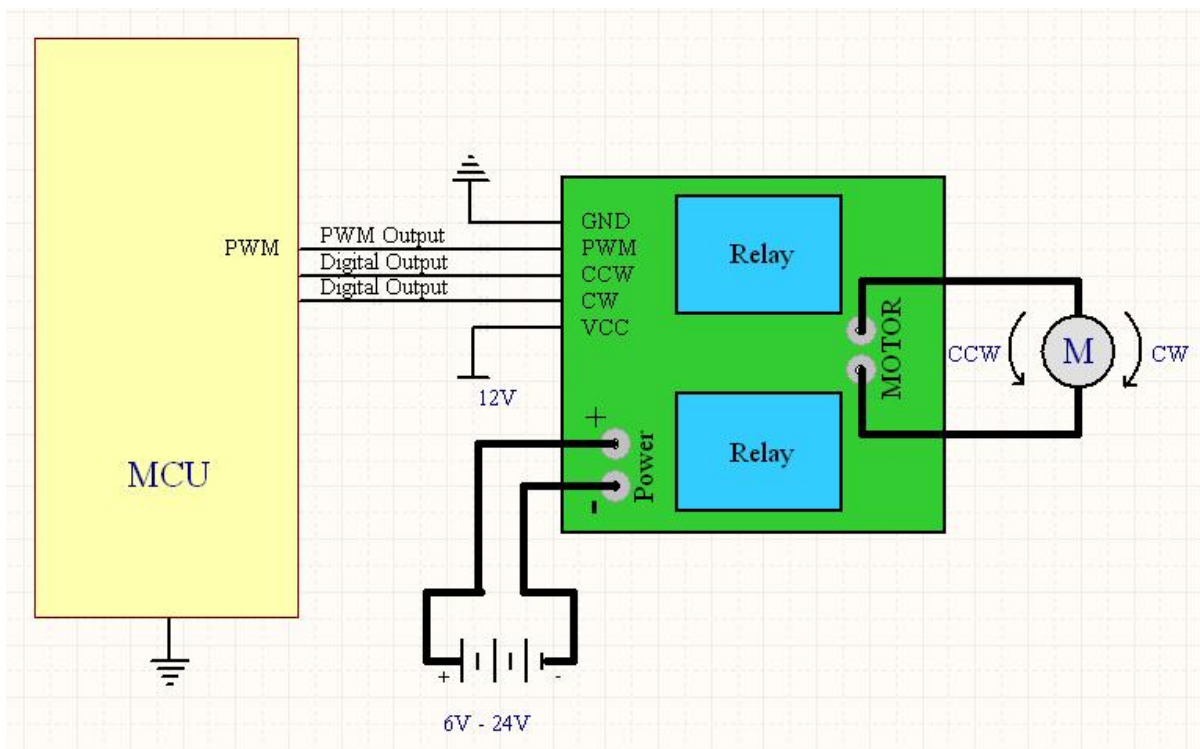 PWM
PWM Output
Digital Output
Digital Output
MCU
GND
PWM
CCW
CW
VCC
12V
Relay
Relay
MOTOR
+
Power
-
CCW
M
CW
+
-
6V - 24V